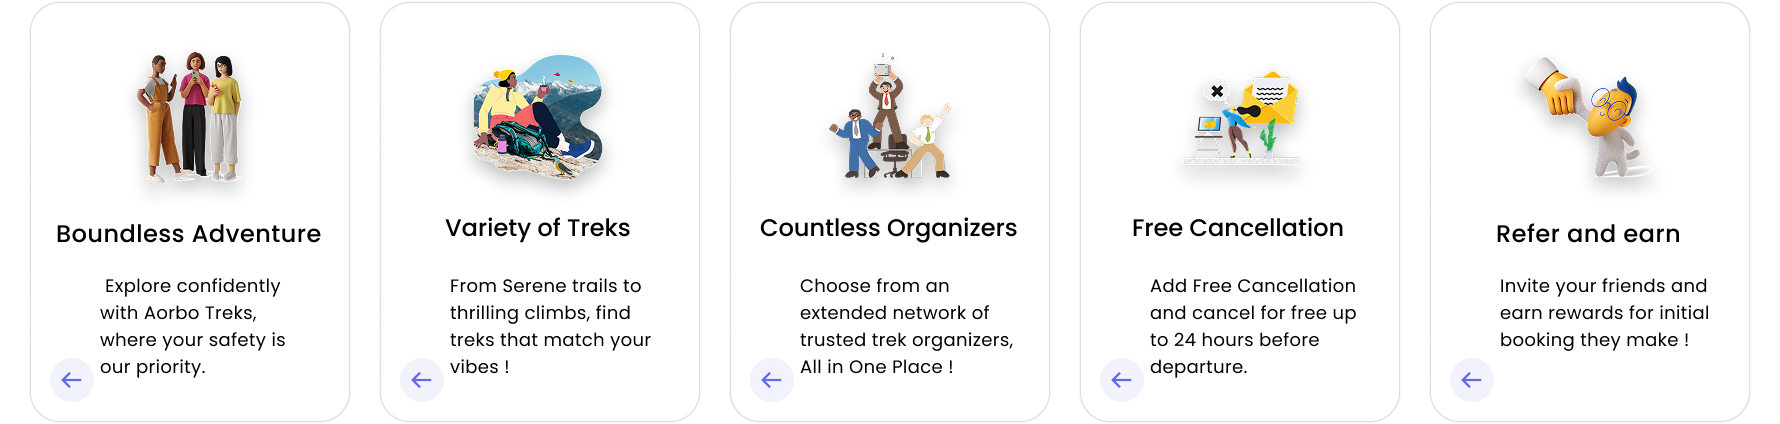 Boundless Adventure
Explore confidently
with Aorbo Treks,
where your safety is
our priority.
Variety of Treks
From Serene trails to
thrilling climbs, find
treks that match your
vibes !
Countless Organizers
Choose from an
extended network of
trusted trek organizers,
All in One Place !
Free Cancellation
Add Free Cancellation
and cancel for free up
to 24 hours before
departure.
Refer and earn
Invite your friends and
earn rewards for initial
booking they make !